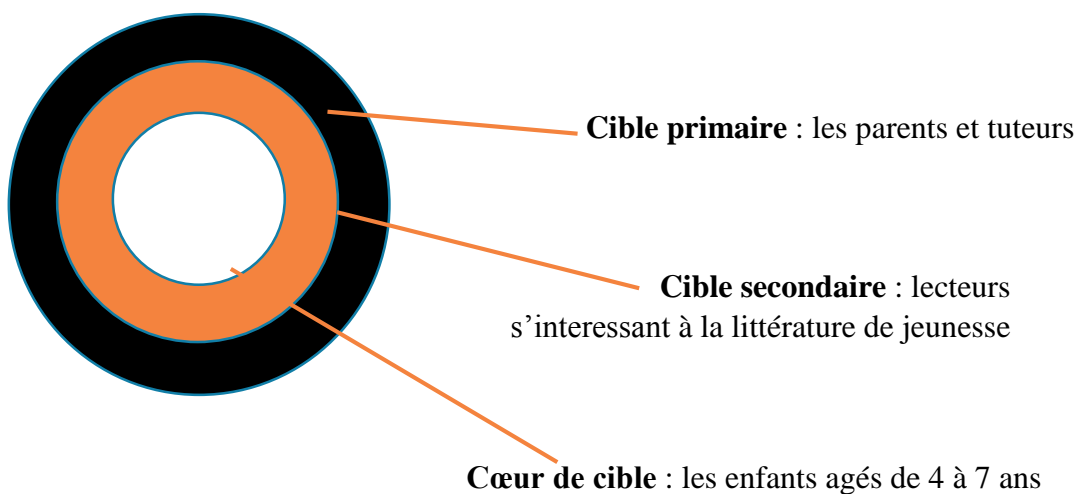 Cible primaire : les parents et tuteurs
Cible secondaire : lecteurs
s’interessant à la littérature de jeunesse
Cœur de cible : les enfants agés de 4 à 7 ans